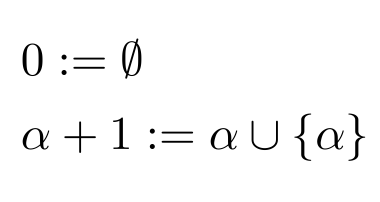 0 := ∅
α + 1 := α ∪ {α}